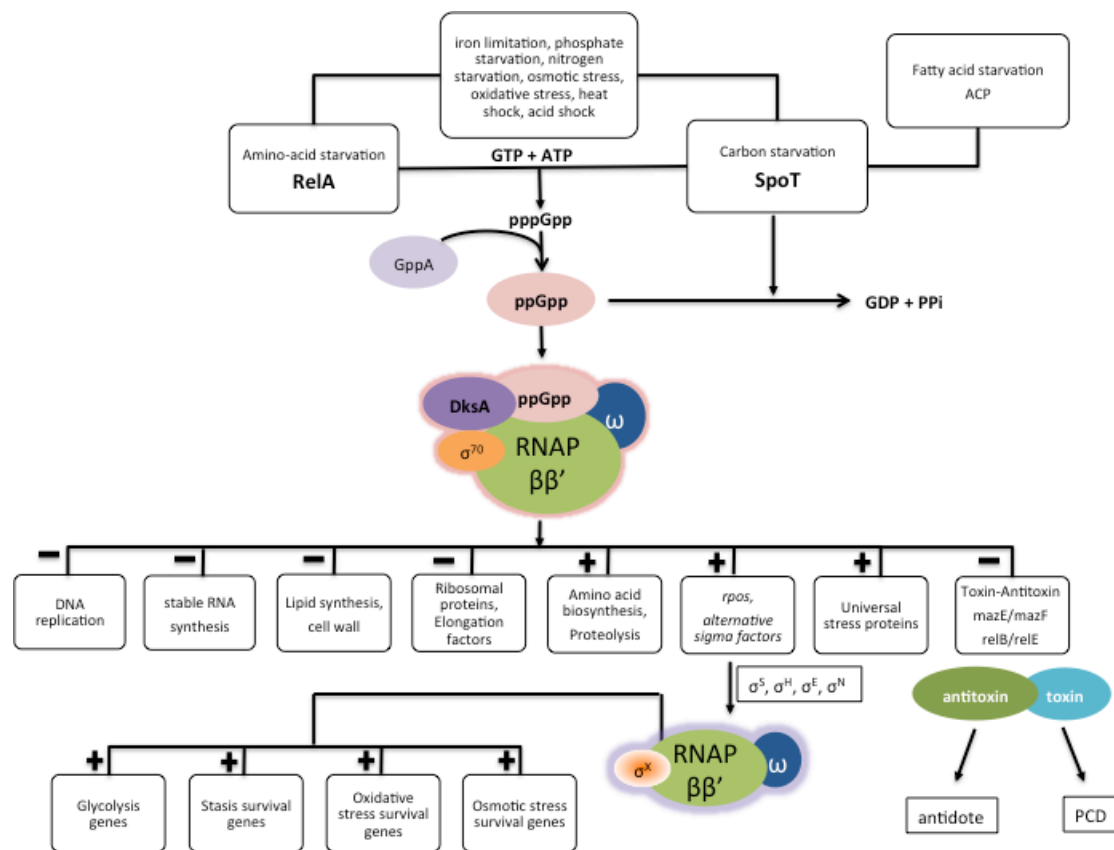 iron limitation, phosphate
starvation, nitrogen
starvation, osmotic stress,
oxidative stress, heat
shock, acid shock
Fatty acid starvation
ACP
Amino-acid starvation
RelA
GTP + ATP
Carbon starvation
SpoT
pppGpp
GppA
ppGpp
GDP + PPi
DksA
ppGpp
ω
σ⁷⁰
RNAP
ββ’
−
−
−
−
+
+
+
−
DNA
replication
stable RNA
synthesis
Lipid synthesis,
cell wall
Ribosomal
proteins,
Elongation
factors
Amino acid
biosynthesis,
Proteolysis
rpos,
alternative
sigma factors
Universal
stress proteins
Toxin-Antitoxin
mazE/mazF
relB/relE
σˢ, σᴴ, σᴱ, σᴺ
antitoxin
toxin
σˣ
RNAP
ββ’
ω
+
+
+
+
Glycolysis
genes
Stasis survival
genes
Oxidative
stress survival
genes
Osmotic stress
survival genes
antidote
PCD